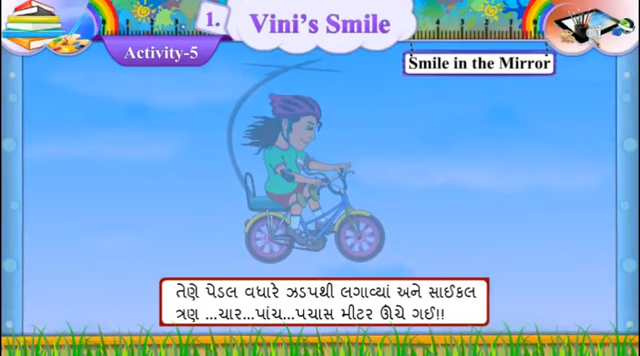 1.
Vini's Smile
Activity-5
Smile in the Mirror
તેણે પેડલ વધારે ઝડપથી લગાવ્યાં અને સાઈકલ
ત્રણ ...ચાર...પાંચ...પચાસ મીટર ઊંચે ગઈ!!